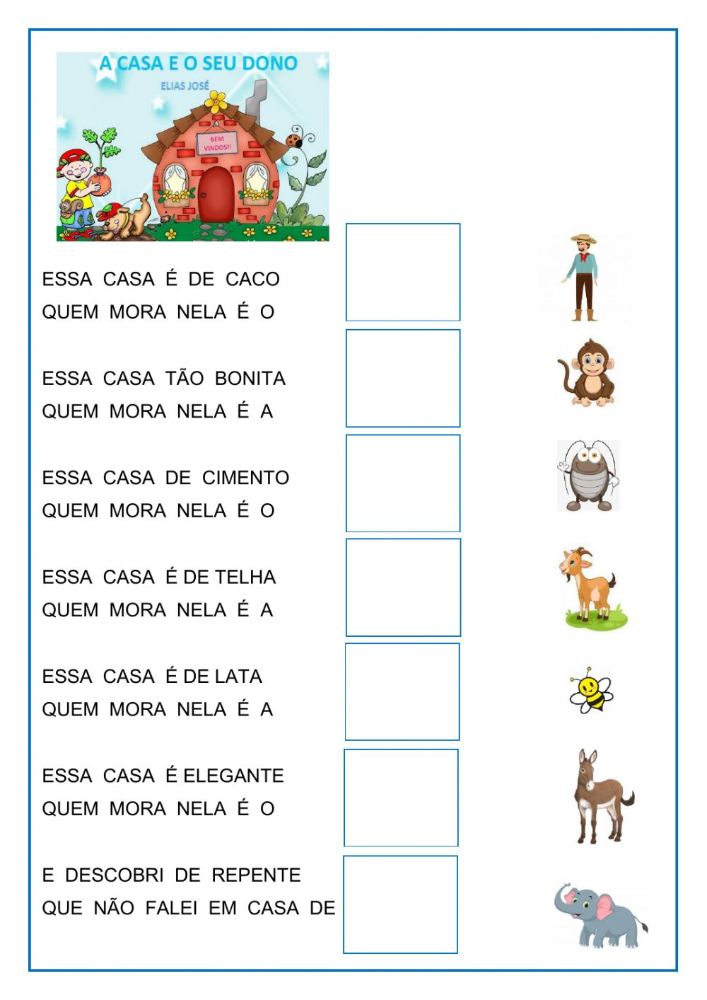 A CASA E O SEU DONO
ELIAS JOSÉ
BEM
VINDOS!!
ESSA CASA É DE CACO
QUEM MORA NELA É O
ESSA CASA TÃO BONITA
QUEM MORA NELA É A
ESSA CASA DE CIMENTO
QUEM MORA NELA É O
ESSA CASA É DE TELHA
QUEM MORA NELA É A
ESSA CASA É DE LATA
QUEM MORA NELA É A
ESSA CASA É ELEGANTE
QUEM MORA NELA É O
E DESCOBRI DE REPENTE
QUE NÃO FALEI EM CASA DE